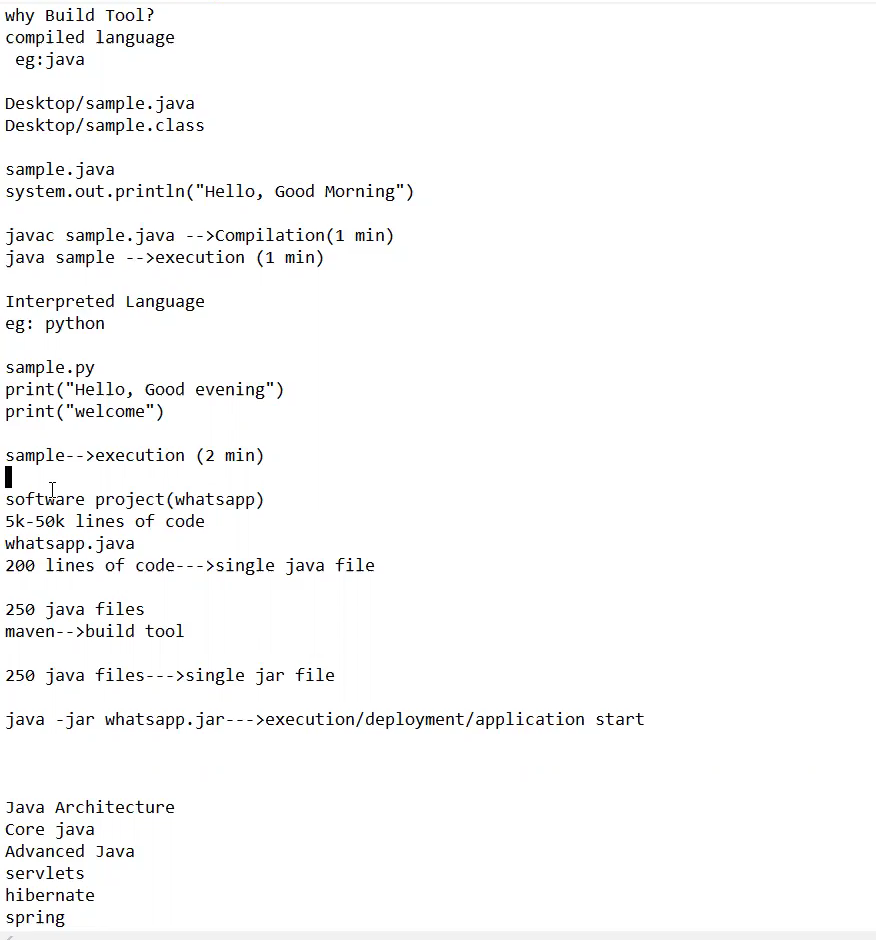 why Build Tool?
compiled language
eg:java
Desktop/sample.java
Desktop/sample.class
sample.java
system.out.println("Hello, Good Morning")
javac sample.java -->Compilation(1 min)
java sample -->execution (1 min)
Interpreted Language
eg: python
sample.py
print("Hello, Good evening")
print("welcome")
sample-->execution (2 min)
software project(whatsapp)
5k-50k lines of code
whatsapp.java
200 lines of code--->single java file
250 java files
maven-->build tool
250 java files--->single jar file
java -jar whatsapp.jar--->execution/deployment/application start
Java Architecture
Core java
Advanced Java
servlets
hibernate
spring